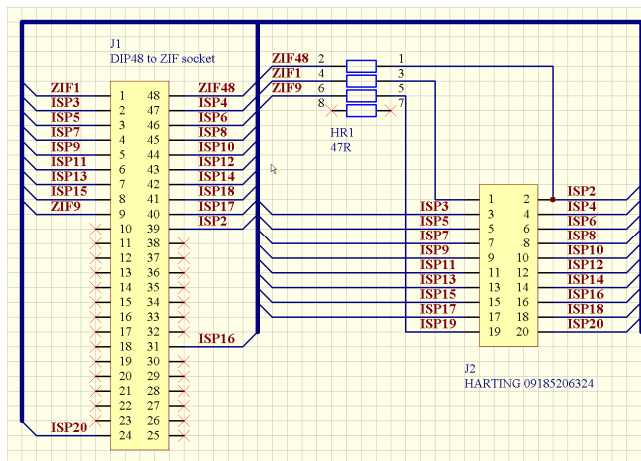 J1
DIP48 to ZIF socket
ZIF1 1 48 ZIF48
ISP3 2 47 ISP4
ISP5 3 46 ISP6
ISP7 4 45 ISP8
ISP9 5 44 ISP10
ISP11 6 43 ISP12
ISP13 7 42 ISP14
ISP15 8 41 ISP18
ZIF9 9 40 ISP17
10 39 ISP2
11 38
12 37
13 36
14 35
15 34
16 33
17 32
18 31 ISP16
19 30
20 29
21 28
22 27
23 26
ISP20 24 25
ZIF48 2 1
ZIF1 4 3
ZIF9 6 5
8 7
HR1
47R
1 2 ISP2
ISP3 3 4 ISP4
ISP5 5 6 ISP6
ISP7 7 8 ISP8
ISP9 9 10 ISP10
ISP11 11 12 ISP12
ISP13 13 14 ISP14
ISP15 15 16 ISP16
ISP17 17 18 ISP18
ISP19 19 20 ISP20
J2
HARTING 09185206324